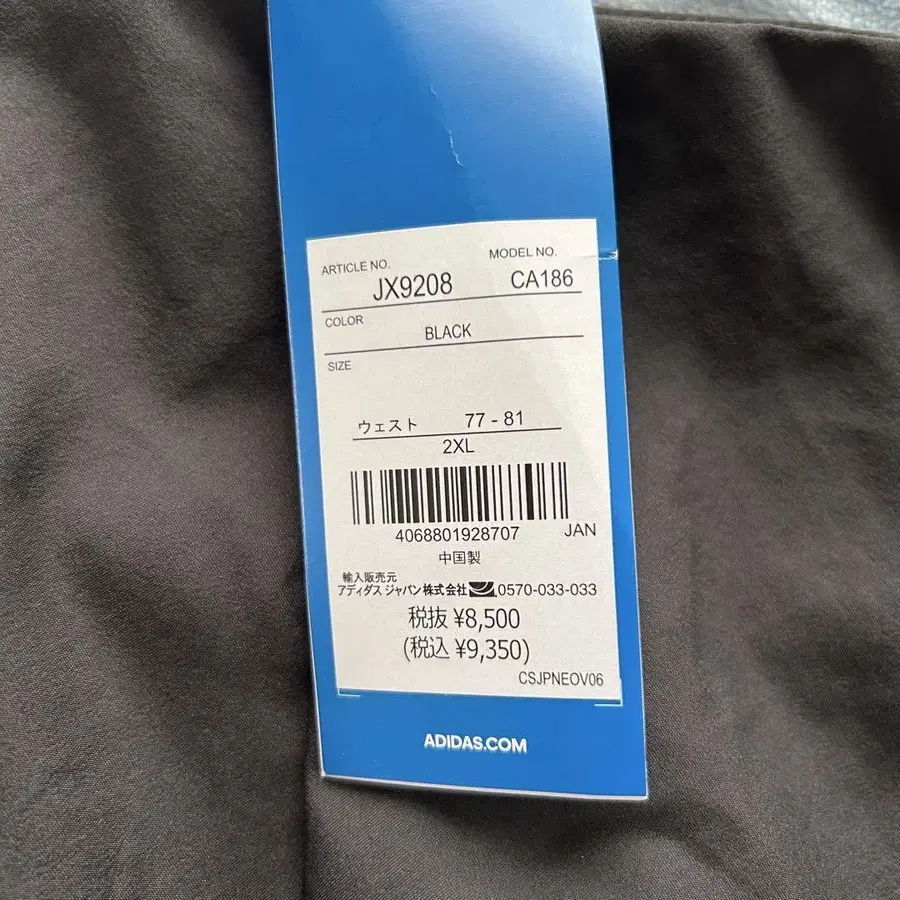 ARTICLE NO. MODEL NO.
JX9208 CA186
COLOR
BLACK
SIZE
ウェスト 77 - 81
2XL
4068801928707 JAN
中国製
輸入販売元
アディダス ジャパン株式会社 0570-033-033
税抜 ¥8,500
(税込 ¥9,350)
CSJPNEOV06
ADIDAS.COM